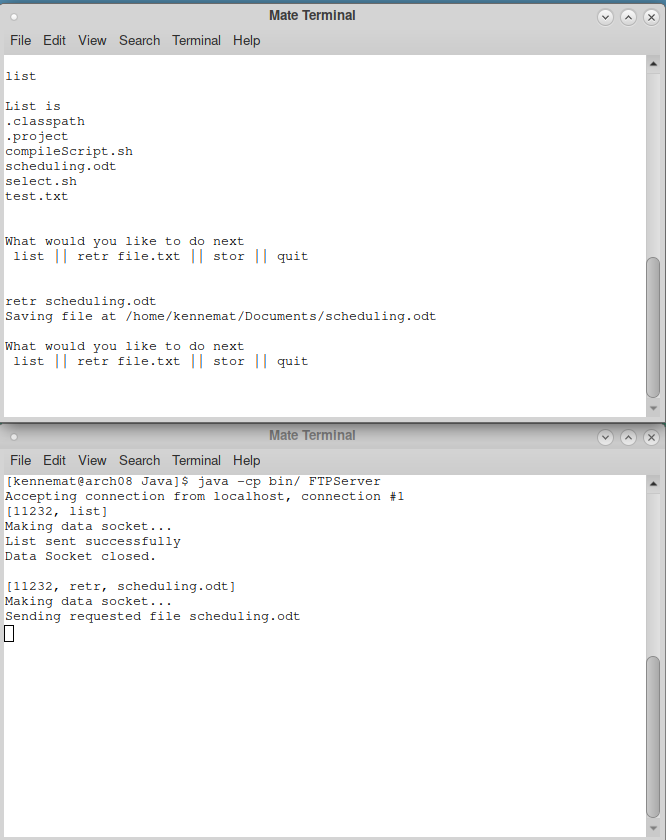 Mate Terminal
File Edit View Search Terminal Help
list
List is
.classpath
.project
compileScript.sh
scheduling.odt
select.sh
test.txt
What would you like to do next
list || retr file.txt || stor || quit
retr scheduling.odt
Saving file at /home/kennemat/Documents/scheduling.odt
What would you like to do next
list || retr file.txt || stor || quit
Mate Terminal
File Edit View Search Terminal Help
[kennemat@arch08 Java]$ java -cp bin/ FTPServer
Accepting connection from localhost, connection #1
[11232, list]
Making data socket...
List sent successfully
Data Socket closed.
[11232, retr, scheduling.odt]
Making data socket...
Sending requested file scheduling.odt